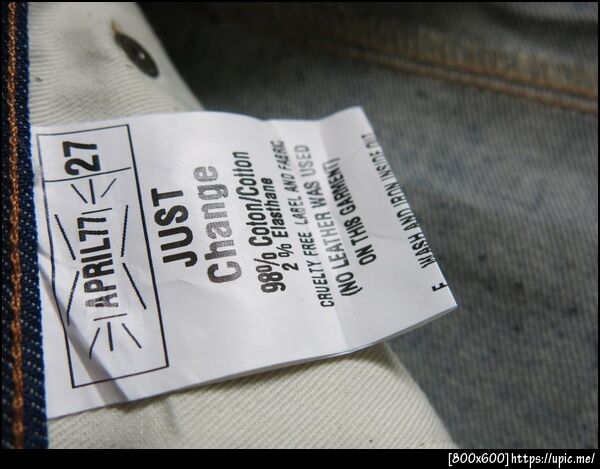 APRIL77 27
JUST
Change
98% Coton/Cotton
2 % Elasthane
CRUELTY FREE LABEL AND FABRIC
(NO LEATHER WAS USED
ON THIS GARMENT)
WASH AND IRON INSIDE OUT
[800x600]https://upic.me/